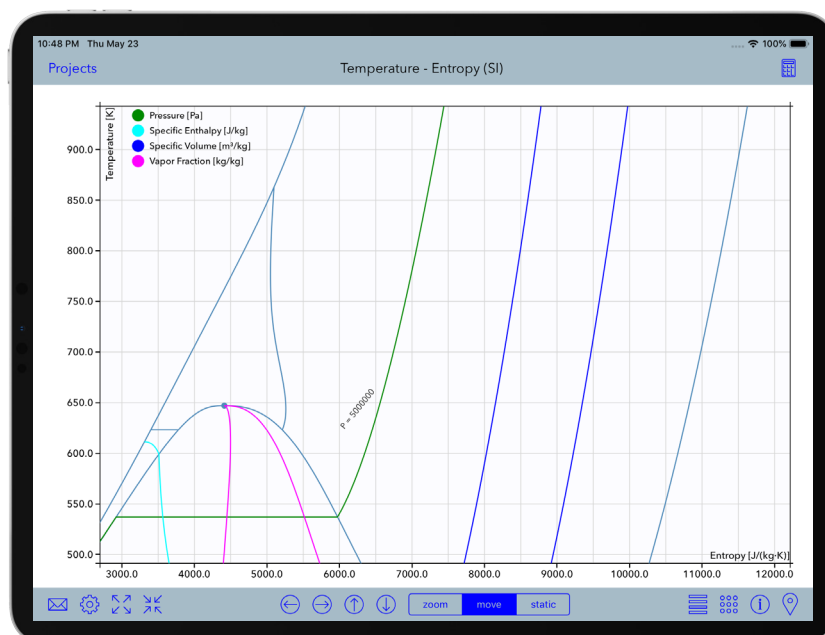 10:48 PM Thu May 23
100%
Projects
Temperature - Entropy (SI)
Temperature [K]
Pressure [Pa]
Specific Enthalpy [J/kg]
Specific Volume [m³/kg]
Vapor Fraction [kg/kg]
900.0
850.0
800.0
750.0
700.0
650.0
600.0
550.0
500.0
P = 5000000
Entropy [J/(kg·K)]
3000.0 4000.0 5000.0 6000.0 7000.0 8000.0 9000.0 10000.0 11000.0 12000.0
zoom move static